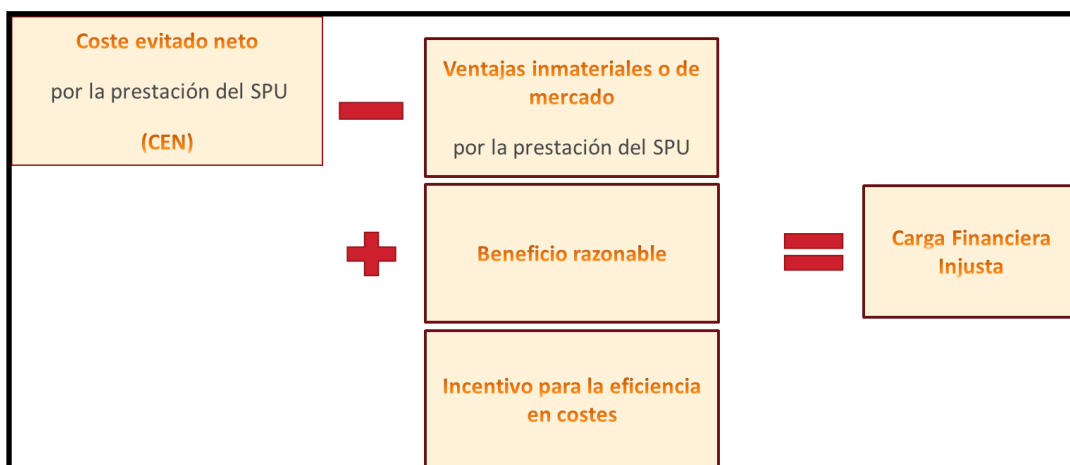 Coste evitado neto
por la prestación del SPU
(CEN)
Ventajas inmateriales o de
mercado
por la prestación del SPU
Beneficio razonable
Carga Financiera
Injusta
Incentivo para la eficiencia
en costes